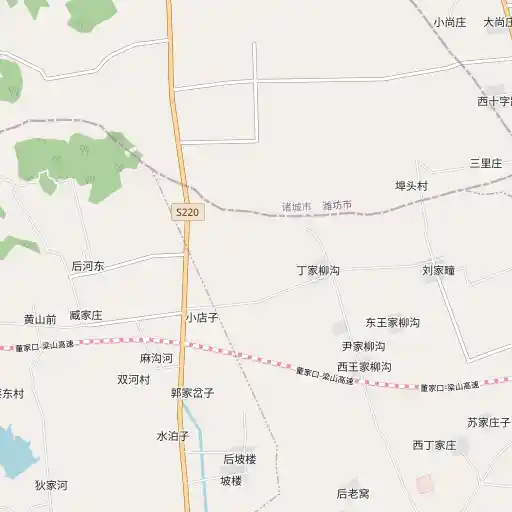 小尚庄
大尚庄
西十字路
三里庄
埠头村
诸城市 潍坊市
S220
后河东
丁家柳沟
刘家疃
臧家庄
黄山前
小店子
东王家柳沟
尹家柳沟
董家口-梁山高速
麻沟河
西王家柳沟
董家口-梁山高速
双河村
董家口-梁山高速
郭家岔子
娄东村
苏家庄子
水泊子
西丁家庄
后坡楼
坡楼
狄家河
后老窝